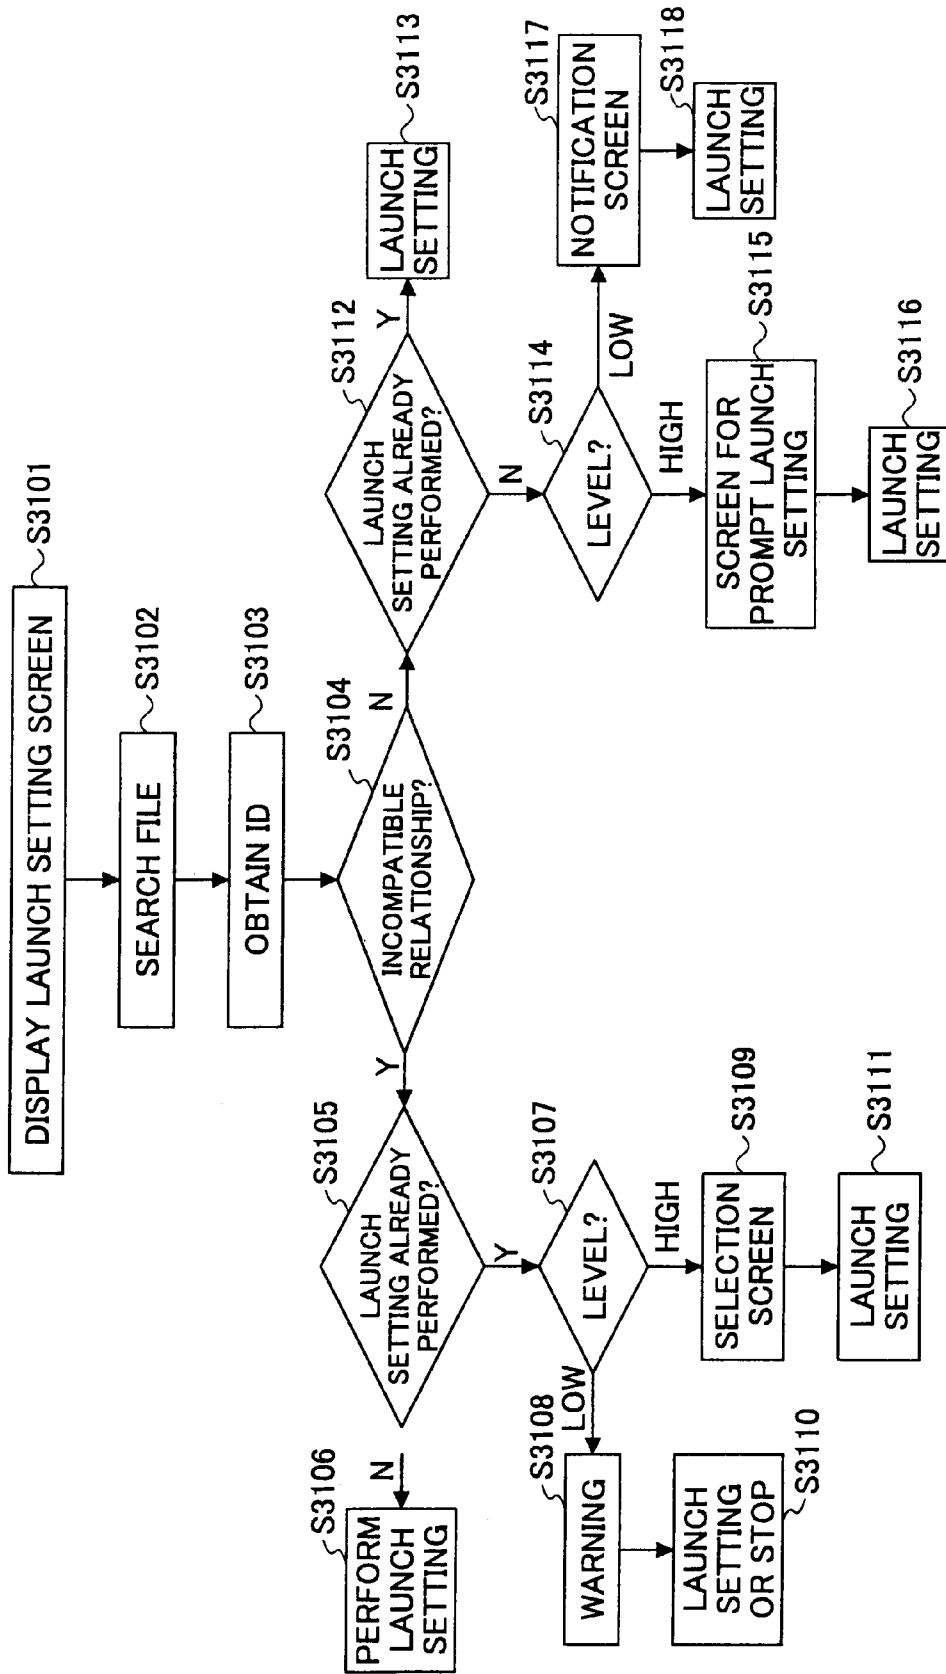 DISPLAY LAUNCH SETTING SCREEN
S3101
SEARCH FILE
S3102
OBTAIN ID
S3103
INCOMPATIBLE
RELATIONSHIP?
S3104
Y
N
LAUNCH
SETTING ALREADY
PERFORMED?
S3105
N
PERFORM
LAUNCH
SETTING
S3106
Y
LEVEL?
S3107
LOW
WARNING
S3108
LAUNCH
SETTING
OR STOP
S3110
HIGH
SELECTION
SCREEN
S3109
LAUNCH
SETTING
S3111
LAUNCH
SETTING ALREADY
PERFORMED?
S3112
Y
LAUNCH
SETTING
S3113
N
LEVEL?
S3114
HIGH
SCREEN FOR
PROMPT LAUNCH
SETTING
S3115
LAUNCH
SETTING
S3116
LOW
NOTIFICATION
SCREEN
S3117
LAUNCH
SETTING
S3118